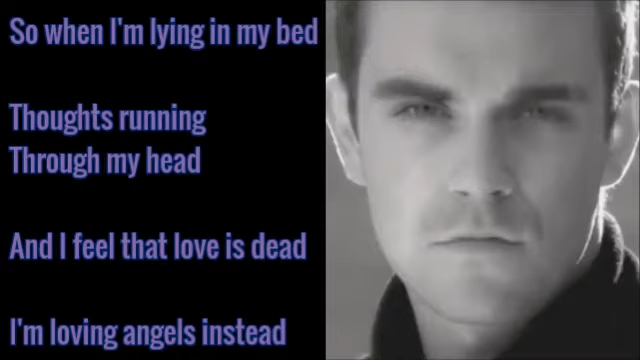 So when I'm lying in my bed
Thoughts running
Through my head
And I feel that love is dead
I'm loving angels instead